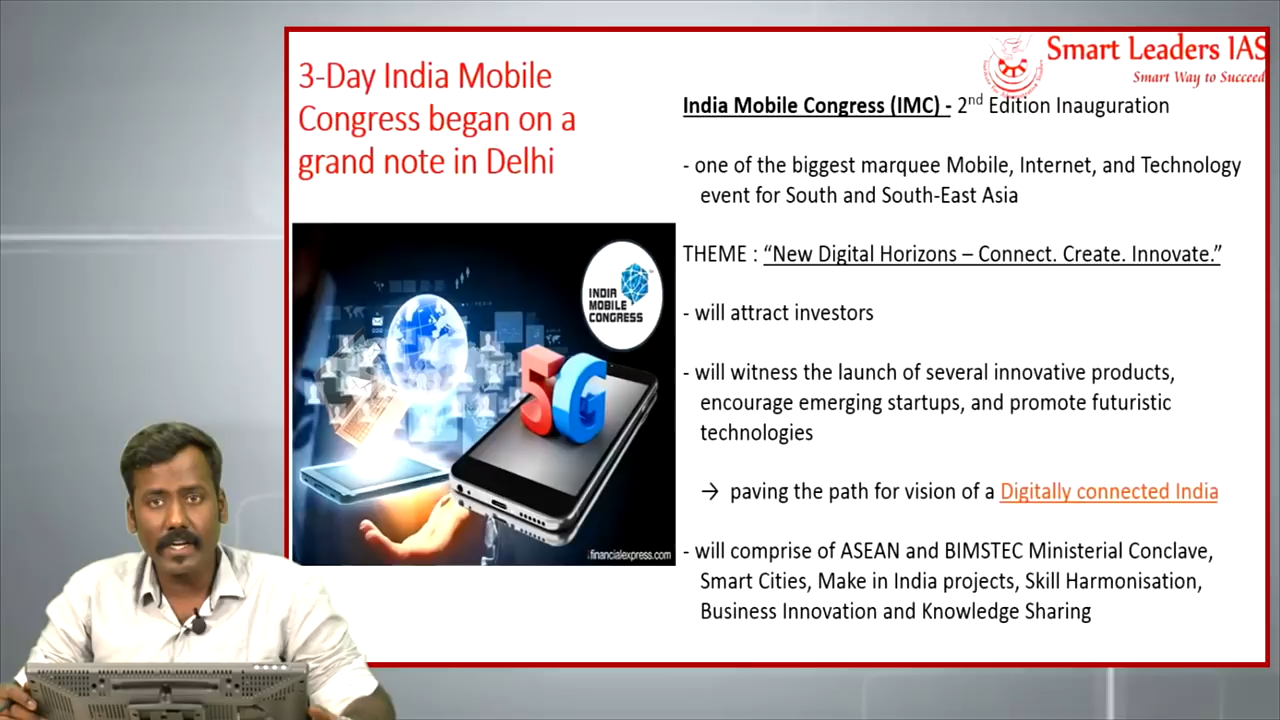 Smart Leaders IAS
Smart Way to Succeed
3-Day India Mobile
Congress began on a
grand note in Delhi
INDIA
MOBILE
CONGRESS
5G
financialexpress.com
India Mobile Congress (IMC) - 2nd Edition Inauguration
- one of the biggest marquee Mobile, Internet, and Technology
event for South and South-East Asia
THEME : “New Digital Horizons – Connect. Create. Innovate.”
- will attract investors
- will witness the launch of several innovative products,
encourage emerging startups, and promote futuristic
technologies
→ paving the path for vision of a Digitally connected India
- will comprise of ASEAN and BIMSTEC Ministerial Conclave,
Smart Cities, Make in India projects, Skill Harmonisation,
Business Innovation and Knowledge Sharing